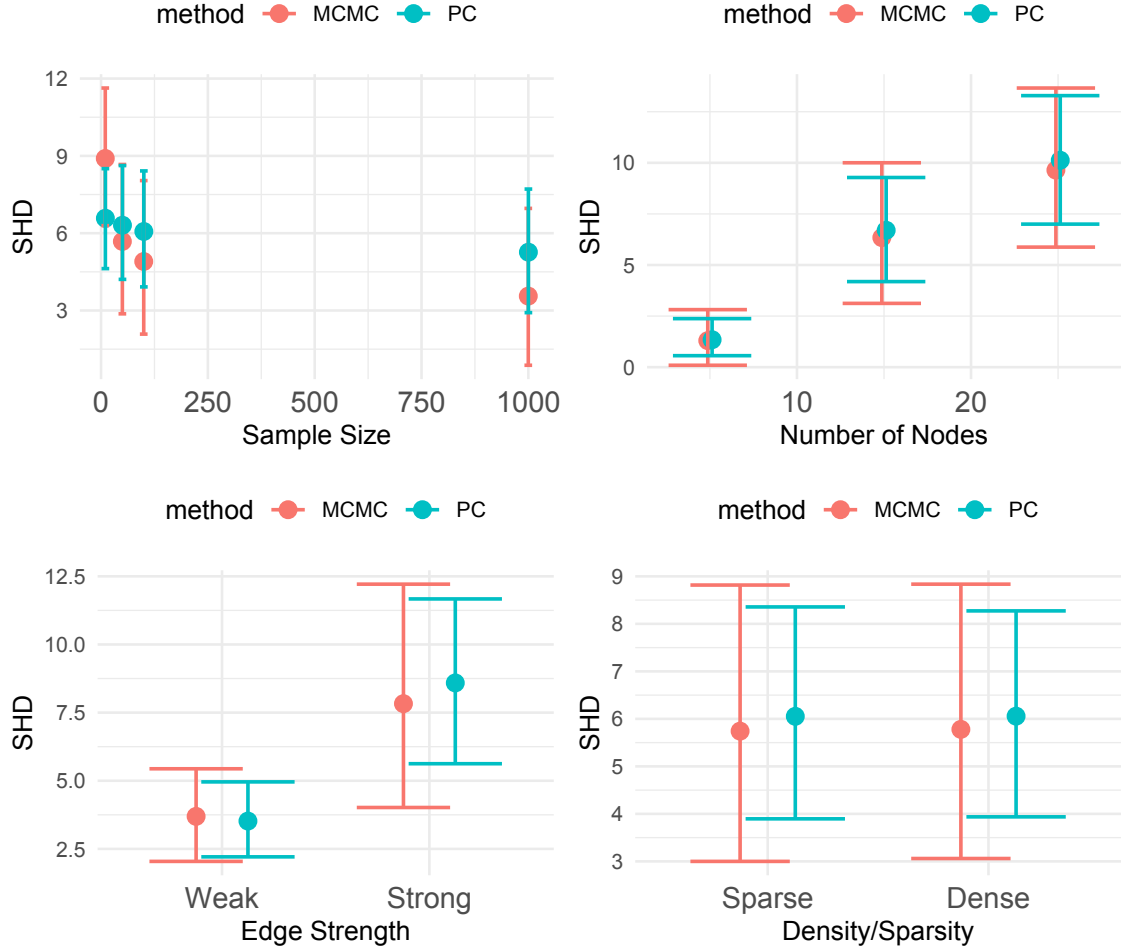 method MCMC PC
12
9
6
3
SHD
0 250 500 750 1000
Sample Size
method MCMC PC
10
5
0
SHD
10 20
Number of Nodes
method MCMC PC
12.5
10.0
7.5
5.0
2.5
SHD
Weak Strong
Edge Strength
method MCMC PC
9
8
7
6
5
4
3
SHD
Sparse Dense
Density/Sparsity